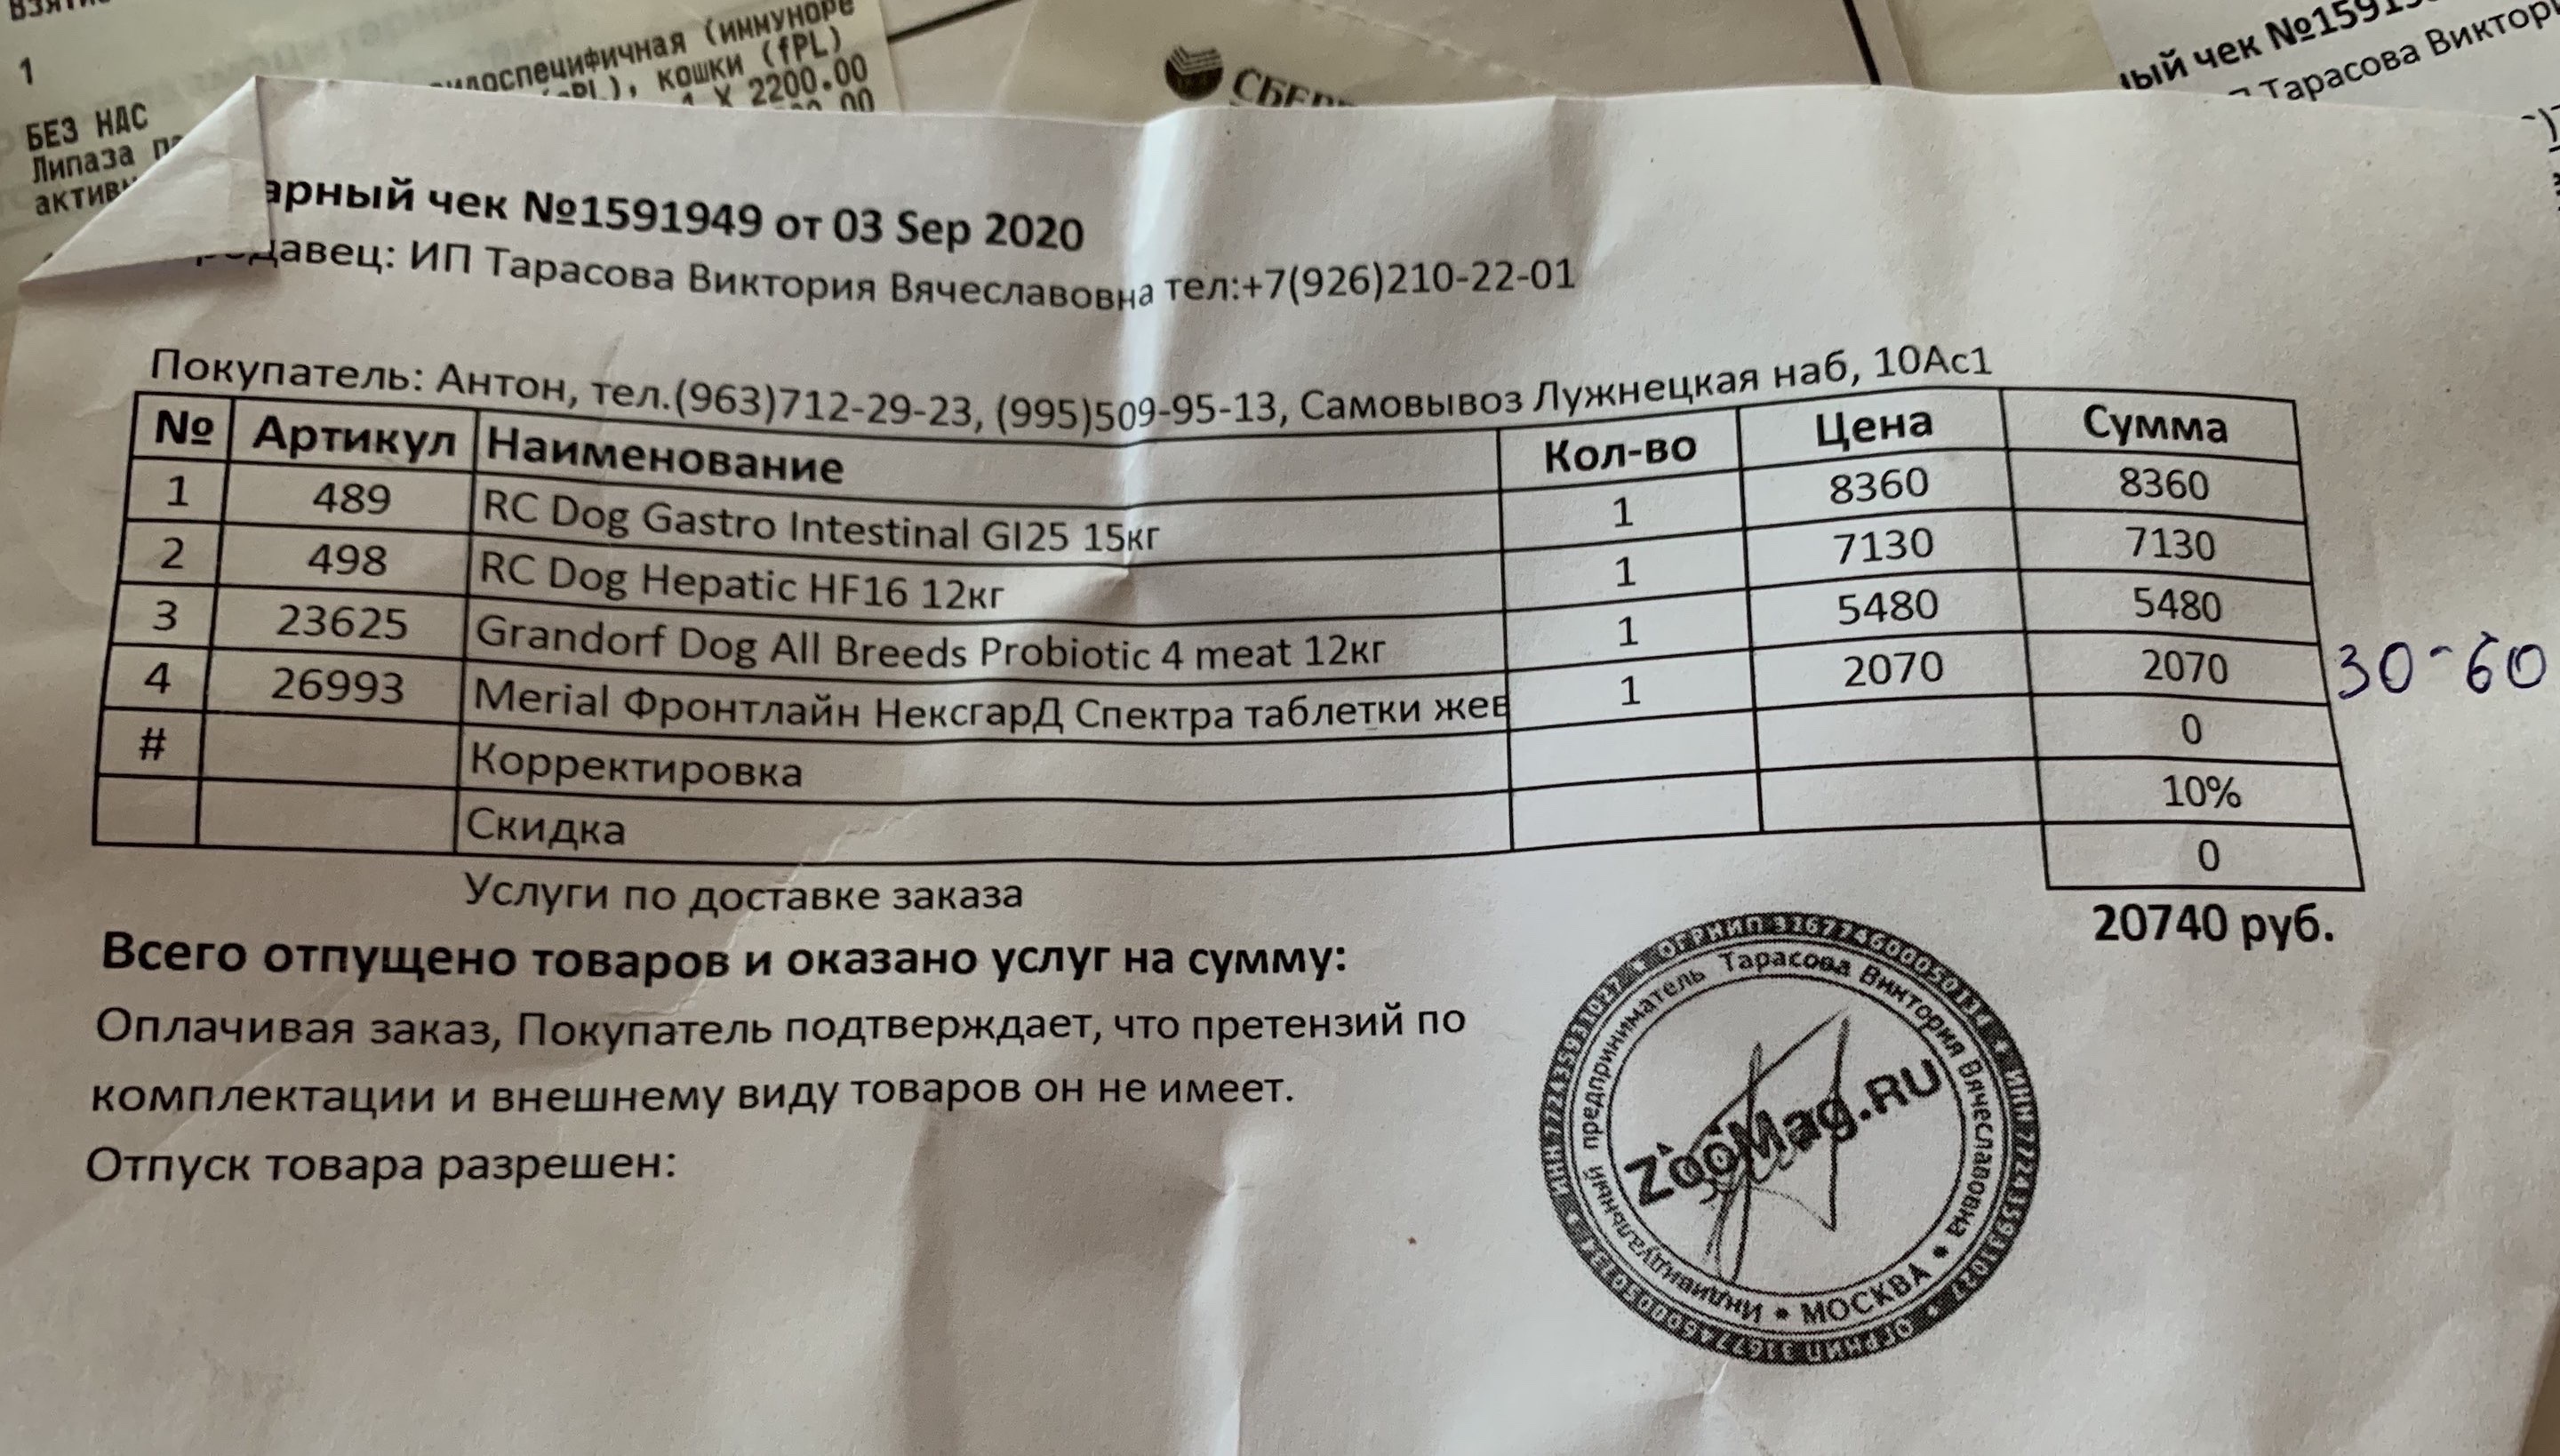 1
БЕЗ НАС
Липаза
(иммуноре
кошки (fPL)
1 X 2200.00
СБЕР
ый чек №1591
Тарасова Виктори
арный чек №1591949 от 03 Sep 2020
давец: ИП Тарасова Виктория Вячеславовна тел:+7(926)210-22-01
Покупатель: Антон, тел.(963)712-29-23, (995)509-95-13, Самовывоз Лужнецкая наб, 10Ас1
№ Артикул Наименование Кол-во Цена Сумма
1 489 RC Dog Gastro Intestinal GI25 15кг 1 8360 8360
2 498 RC Dog Hepatic HF16 12кг 1 7130 7130
3 23625 Grandorf Dog All Breeds Probiotic 4 meat 12кг 1 5480 5480
4 26993 Merial Фронтлайн НексгарД Спектра таблетки жев 1 2070 2070 30-60
# Корректировка 0
Скидка 10%
Услуги по доставке заказа 0
Всего отпущено товаров и оказано услуг на сумму: 20740 руб.
Оплачивая заказ, Покупатель подтверждает, что претензий по
комплектации и внешнему виду товаров он не имеет.
Отпуск товара разрешен:
Индивидуальный предприниматель Тарасова Виктория Вячеславовна • МОСКВА •
ZooMag.RU